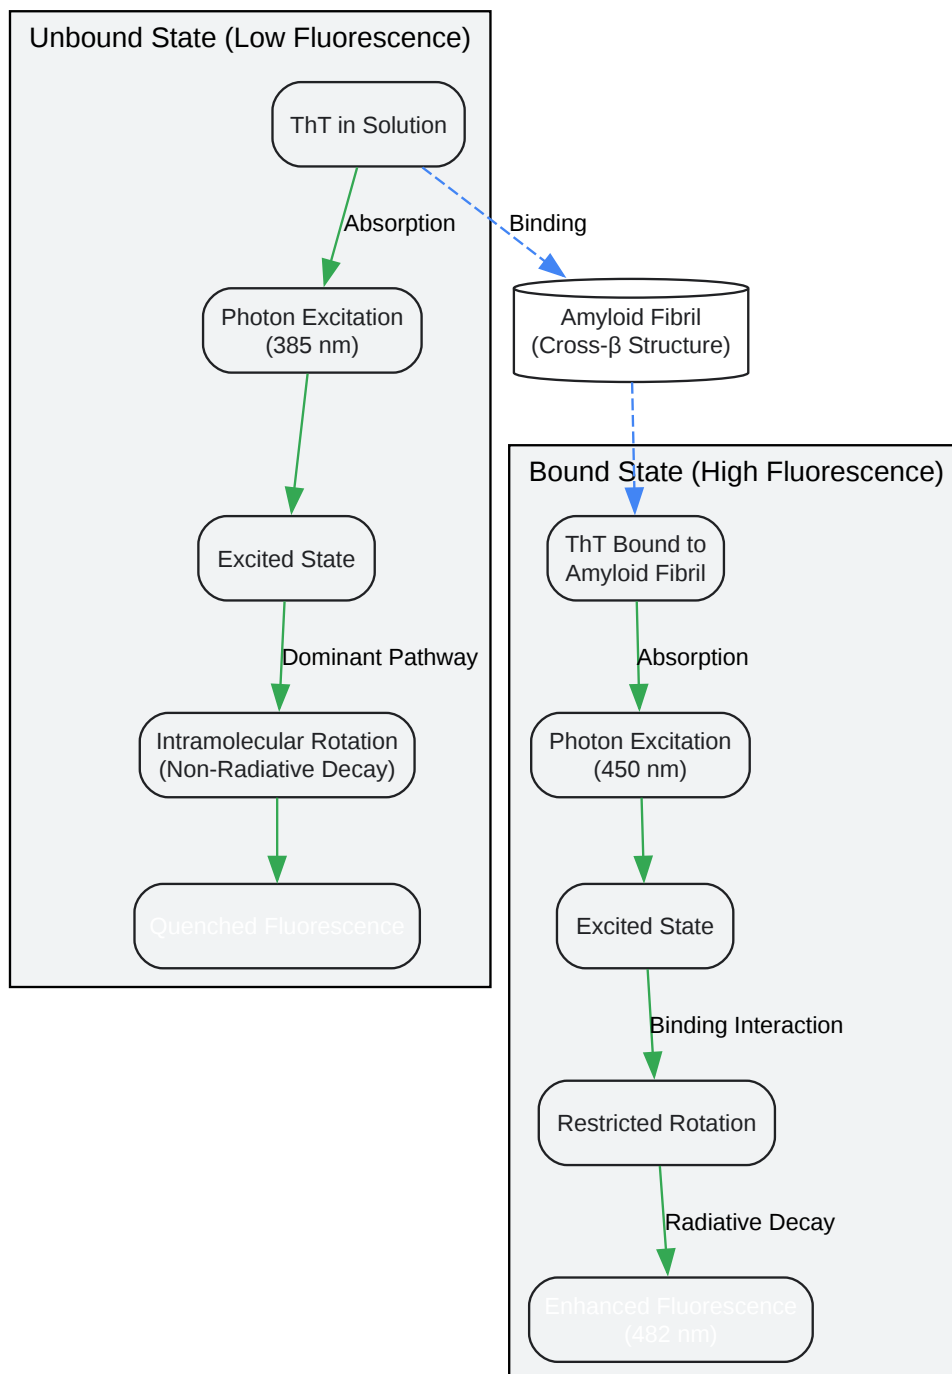 Unbound State (Low Fluorescence)
ThT in Solution
Absorption
Binding
Photon Excitation
(385 nm)
Amyloid Fibril
(Cross-β Structure)
Excited State
Dominant Pathway
Intramolecular Rotation
(Non-Radiative Decay)
Quenched Fluorescence
Bound State (High Fluorescence)
ThT Bound to
Amyloid Fibril
Absorption
Photon Excitation
(450 nm)
Excited State
Binding Interaction
Restricted Rotation
Radiative Decay
Enhanced Fluorescence
(482 nm)